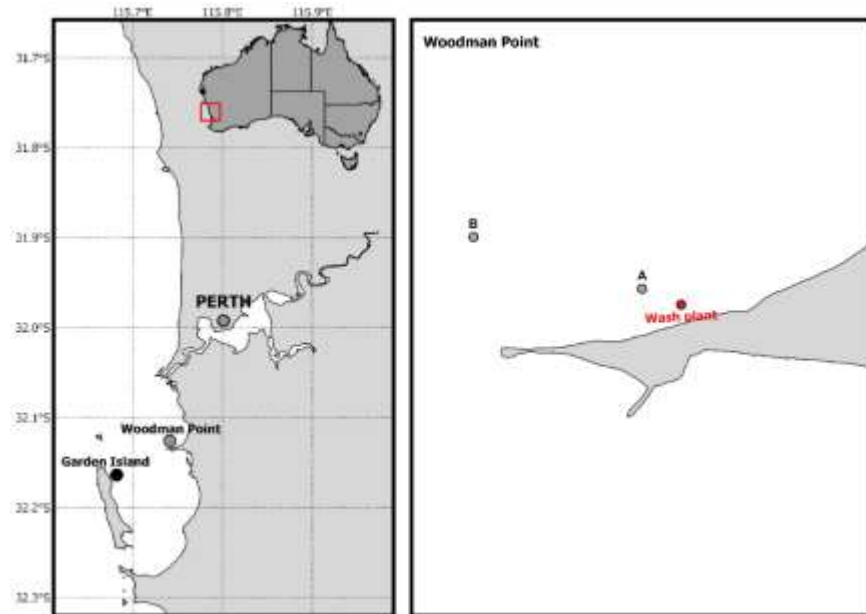 115.7°E 115.8°E 115.9°E
31.7°S
31.8°S
31.9°S
PERTH
32.0°S
32.1°S
Woodman Point
Garden Island
32.2°S
32.3°S
Woodman Point
B
A
Wash plant